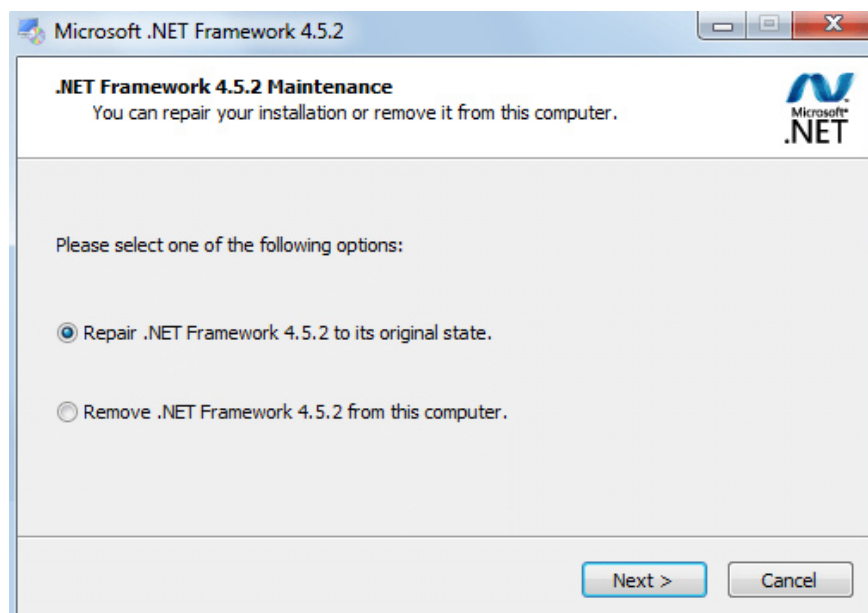 Microsoft .NET Framework 4.5.2
.NET Framework 4.5.2 Maintenance
You can repair your installation or remove it from this computer.
Microsoft
.NET
Please select one of the following options:
Repair .NET Framework 4.5.2 to its original state.
Remove .NET Framework 4.5.2 from this computer.
Next >
Cancel